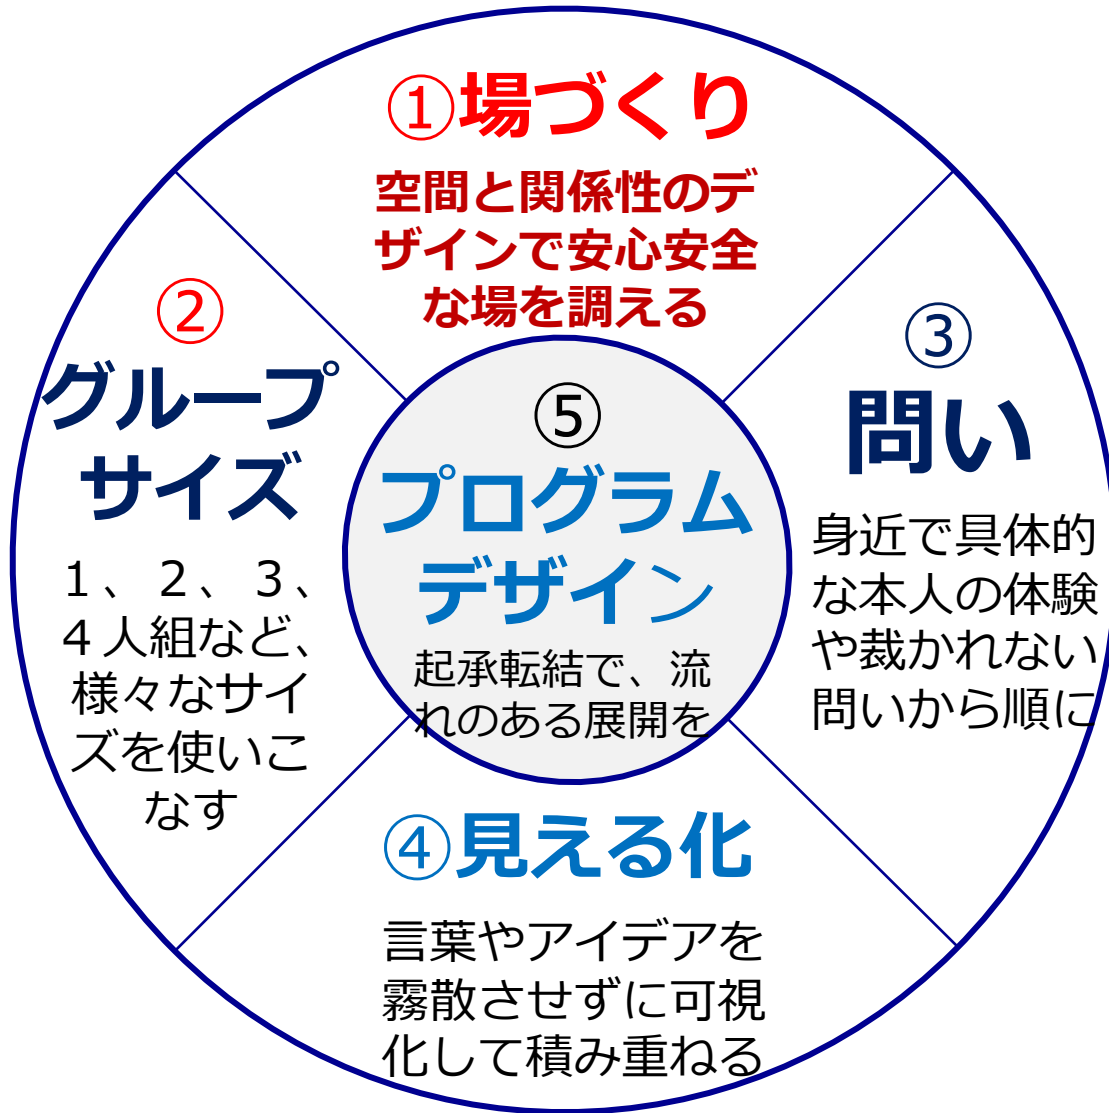 ①場づくり
空間と関係性のデ
ザインで安心安全
な場を調える
②
グループ
サイズ
１、２、３、
４人組など、
様々なサイ
ズを使いこ
なす
③
問い
身近で具体的
な本人の体験
や裁かれない
問いから順に
④見える化
言葉やアイデアを
霧散させずに可視
化して積み重ねる
⑤
プログラム
デザイン
起承転結で、流
れのある展開を